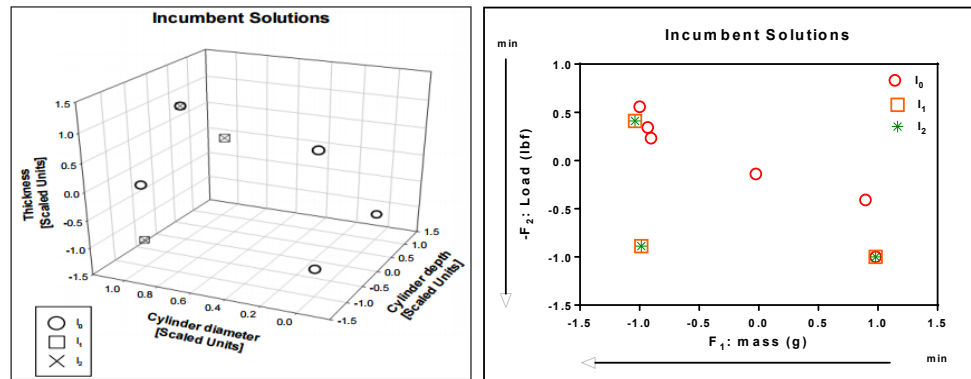 Incumbent Solutions
1.5
1.0
0.5
0.0
-0.5
-1.0
-1.5
Thickness
[Scaled Units]
1.0
0.8
0.6
0.4
0.2
0.0
Cylinder diameter
[Scaled Units]
-1.5
-1.0
-0.5
0.0
0.5
1.0
1.5
Cylinder depth
[Scaled Units]
I₀
I₁
I₂
min
Incumbent Solutions
1.0
0.5
0.0
-0.5
-1.0
-1.5
-F₂: Load (lbf)
I₀
I₁
I₂
-1.5 -1.0 -0.5 0.0 0.5 1.0 1.5
F₁: mass (g)
min